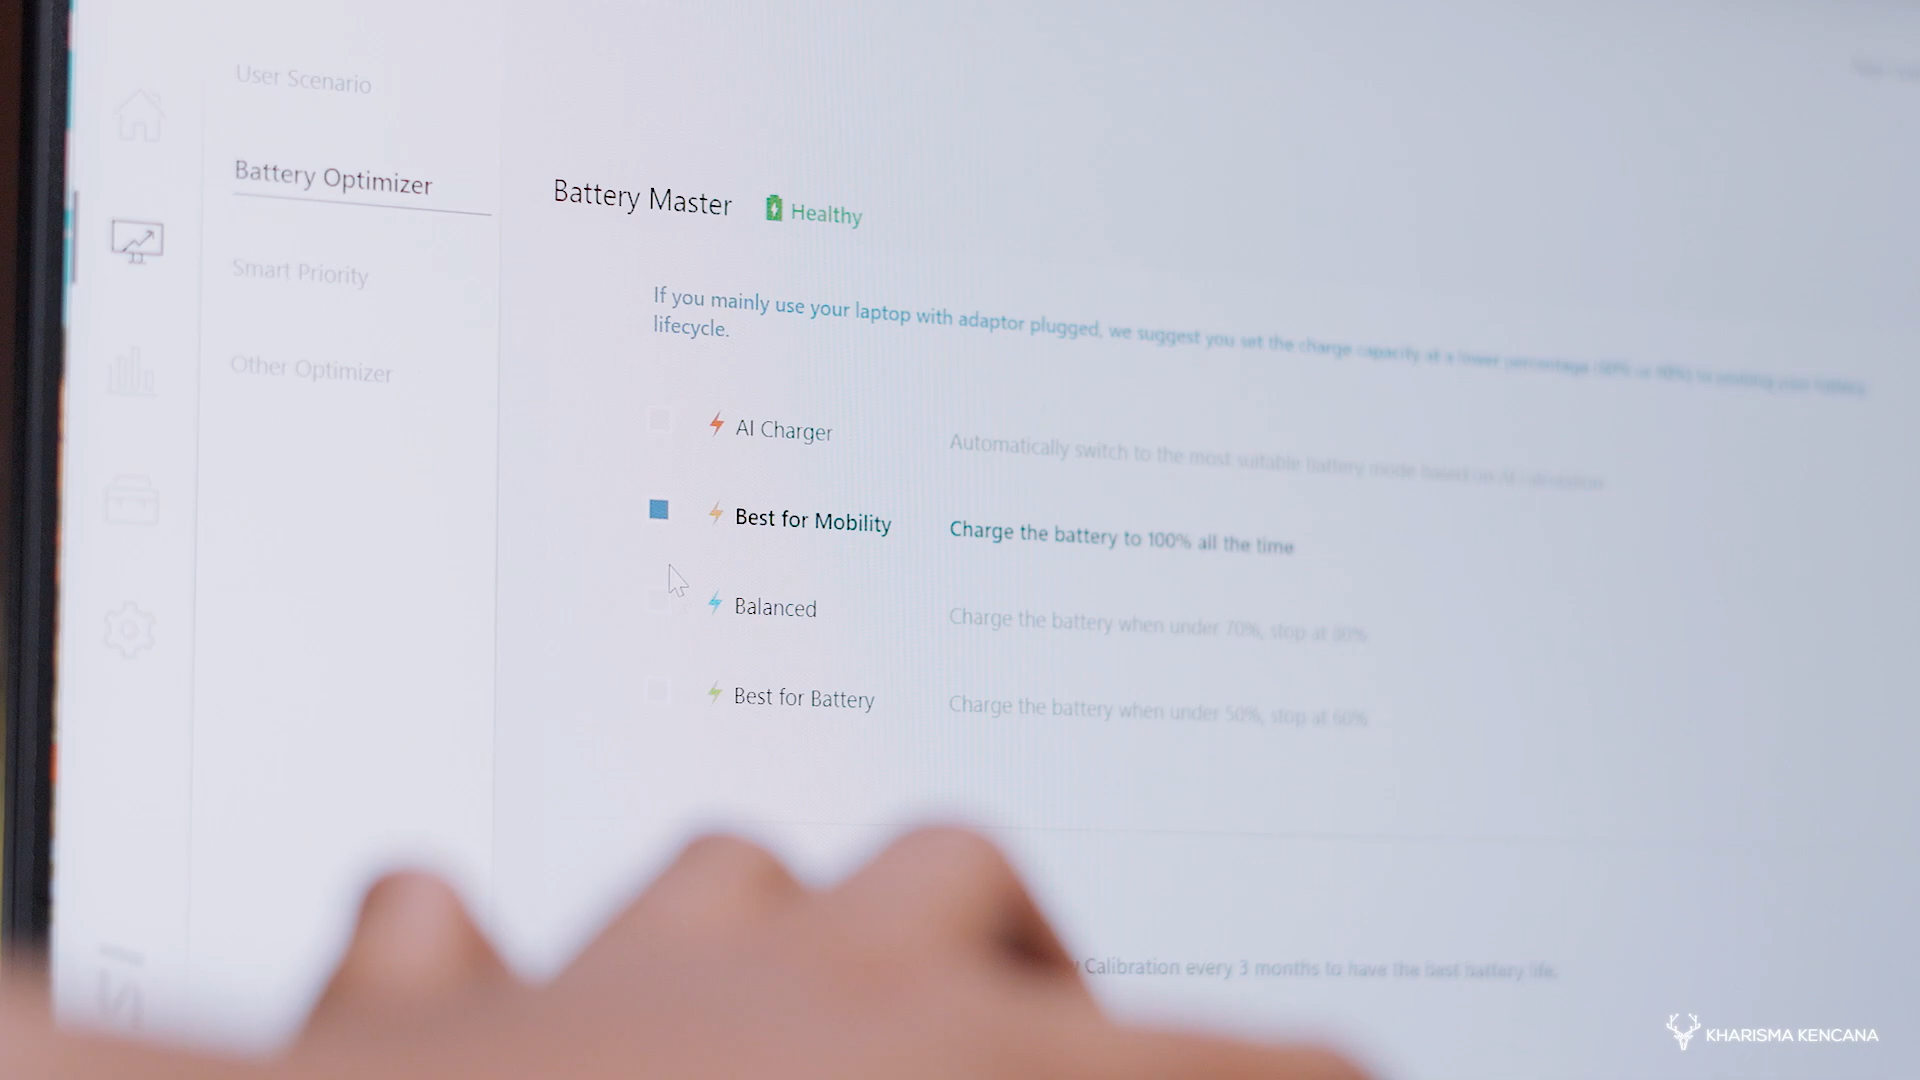 User Scenario
Battery Optimizer
Smart Priority
Other Optimizer
Battery Master
Healthy
If you mainly use your laptop with adaptor plugged, we suggest you set the charge capacity at a lower percentage
lifecycle.
AI Charger
Automatically switch to the most suitable battery mode based on AI calculation
Best for Mobility
Charge the battery to 100% all the time
Balanced
Charge the battery when under 70%, stop at 80%
Best for Battery
Charge the battery when under 50%, stop at 60%
Calibration every 3 months to have the best battery life.
KHARISMA KENCANA